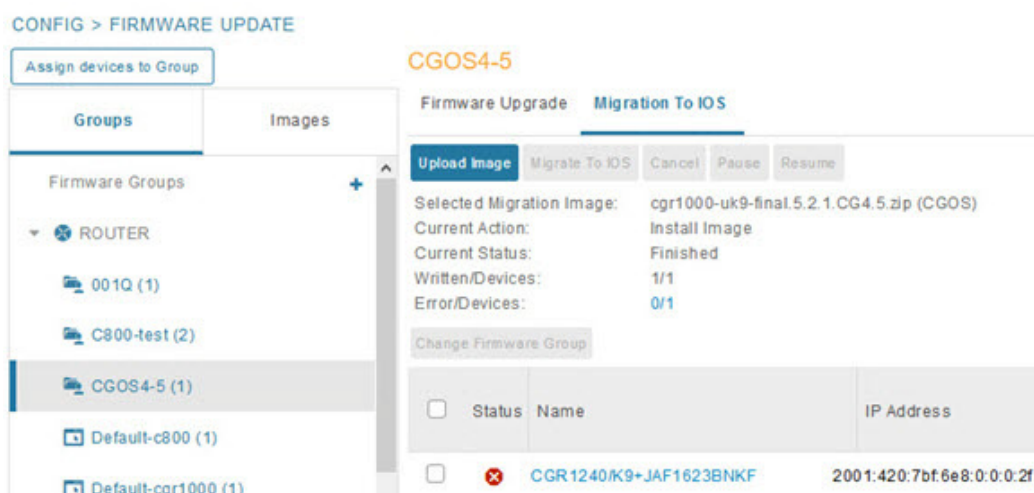 CONFIG > FIRMWARE UPDATE
Assign devices to Group
Groups
Images
Firmware Groups +
ROUTER
001Q (1)
C800-test (2)
CGOS4-5 (1)
Default-c800 (1)
Default-cgr1000 (1)
CGOS4-5
Firmware Upgrade Migration To IOS
Upload Image Migrate To IOS Cancel Pause Resume
Selected Migration Image: cgr1000-uk9-final.5.2.1.CG4.5.zip (CGOS)
Current Action: Install Image
Current Status: Finished
Written/Devices: 1/1
Error/Devices: 0/1
Change Firmware Group
Status Name IP Address
CGR1240/K9+JAF1623BNKF 2001:420:7bf:6e8:0:0:0:2f